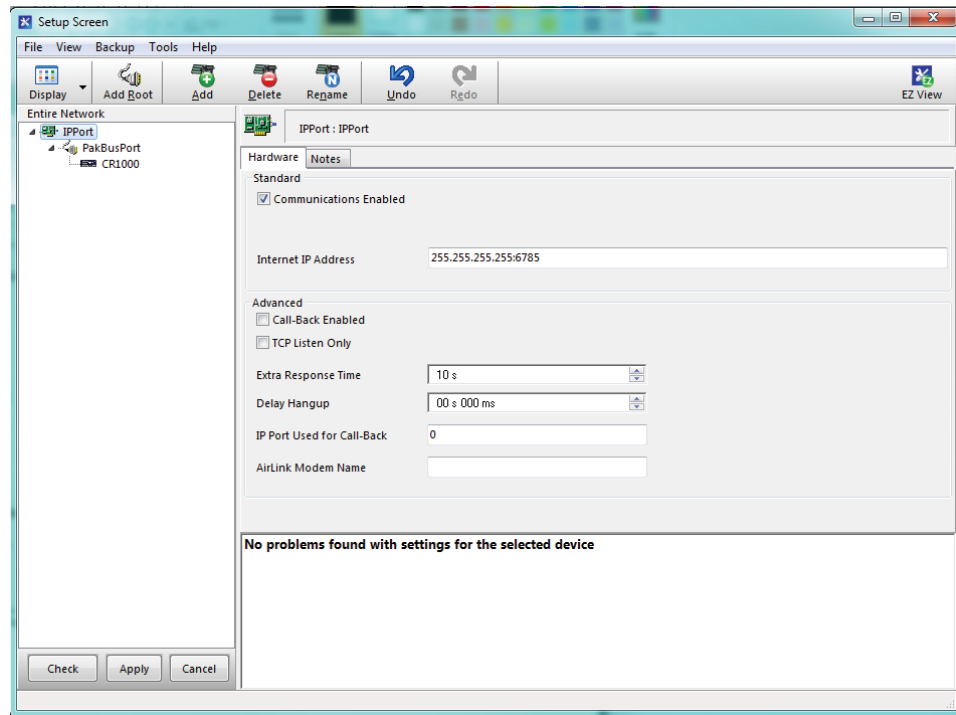 Setup Screen
File View Backup Tools Help
Display Add Root Add Delete Rename Undo Redo EZ View
Entire Network
IPPort
PakBusPort
CR1000
IPPort : IPPort
Hardware Notes
Standard
Communications Enabled
Internet IP Address 255.255.255.255:6785
Advanced
Call-Back Enabled
TCP Listen Only
Extra Response Time 10 s
Delay Hangup 00 s 000 ms
IP Port Used for Call-Back 0
AirLink Modem Name
No problems found with settings for the selected device
Check Apply Cancel